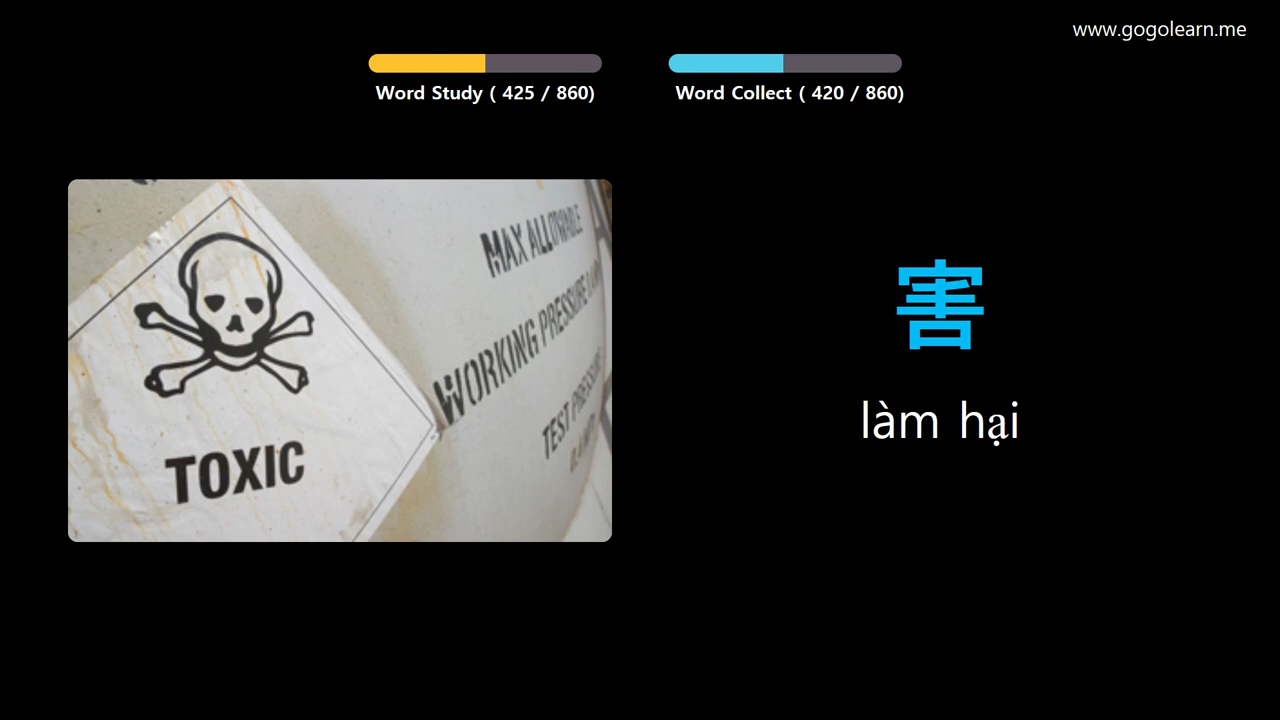 www.gogolearn.me
Word Study ( 425 / 860)
Word Collect ( 420 / 860)
MAX ALLOWABLE
WORKING PRESSURE
TEST PRESSURE
TOXIC
害
làm hại